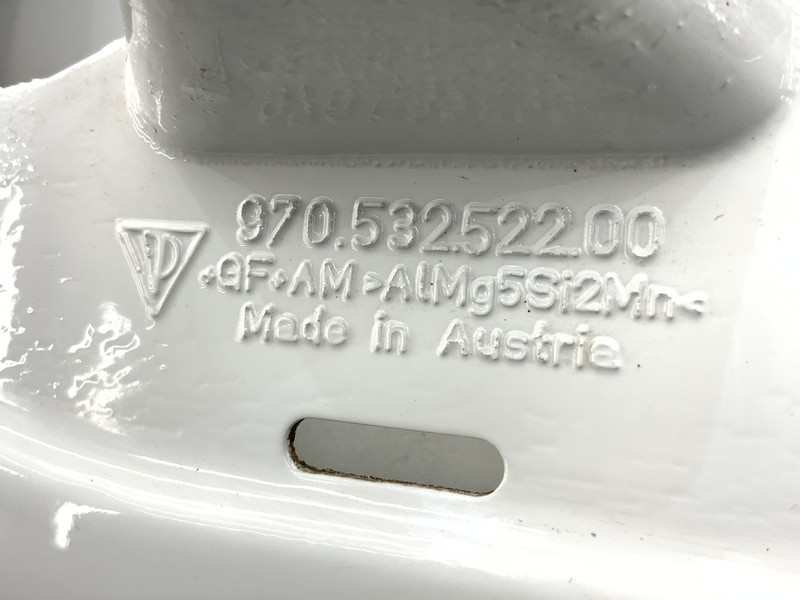 970.532.522.00
P
+GF+AM >AlMg5Si2Mn<
Made in Austria